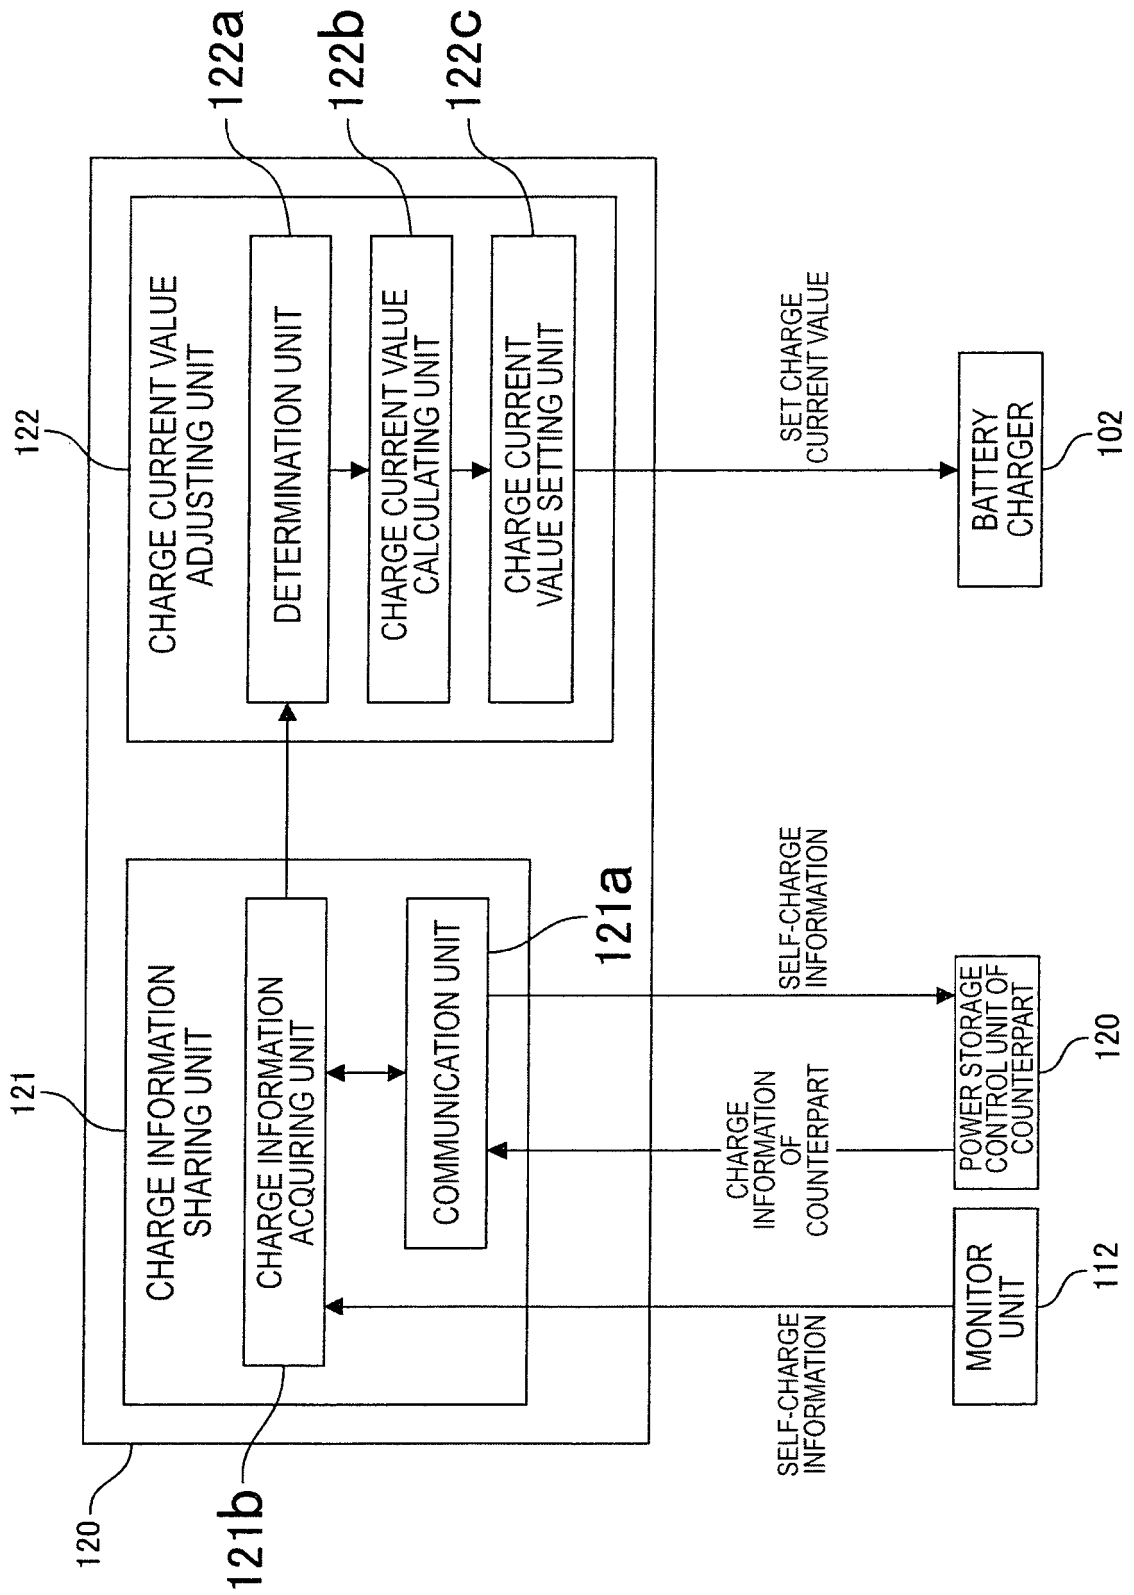 120
121
CHARGE INFORMATION
SHARING UNIT
121b
CHARGE INFORMATION
ACQUIRING UNIT
COMMUNICATION UNIT
121a
122
CHARGE CURRENT VALUE
ADJUSTING UNIT
DETERMINATION UNIT
122a
CHARGE CURRENT VALUE
CALCULATING UNIT
122b
CHARGE CURRENT
VALUE SETTING UNIT
122c
SELF-CHARGE
INFORMATION
CHARGE
INFORMATION
OF
COUNTERPART
SELF-CHARGE
INFORMATION
SET CHARGE
CURRENT VALUE
MONITOR
UNIT
112
POWER STORAGE
CONTROL UNIT OF
COUNTERPART
120
BATTERY
CHARGER
102